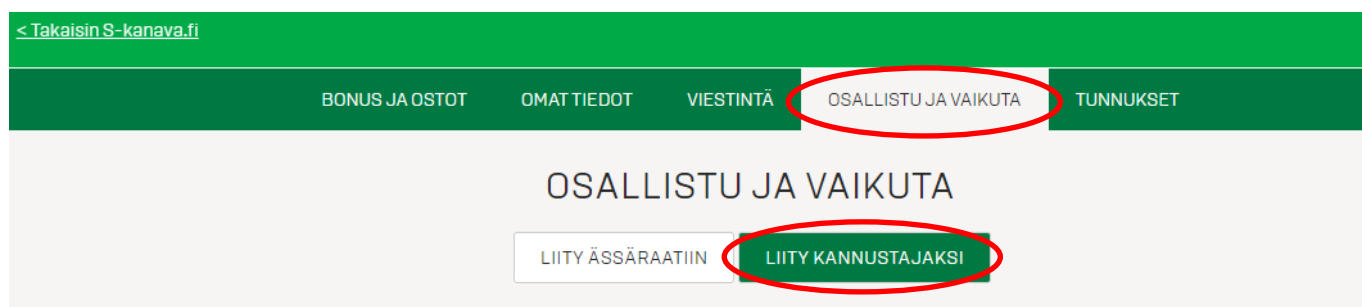 < Takaisin S-kanava.fi
BONUS JA OSTOT OMAT TIEDOT VIESTINTÄ OSALLISTU JA VAIKUTA TUNNUKSET
OSALLISTU JA VAIKUTA
LIITY ÄSSÄRAATIIN LIITY KANNUSTAJAKSI